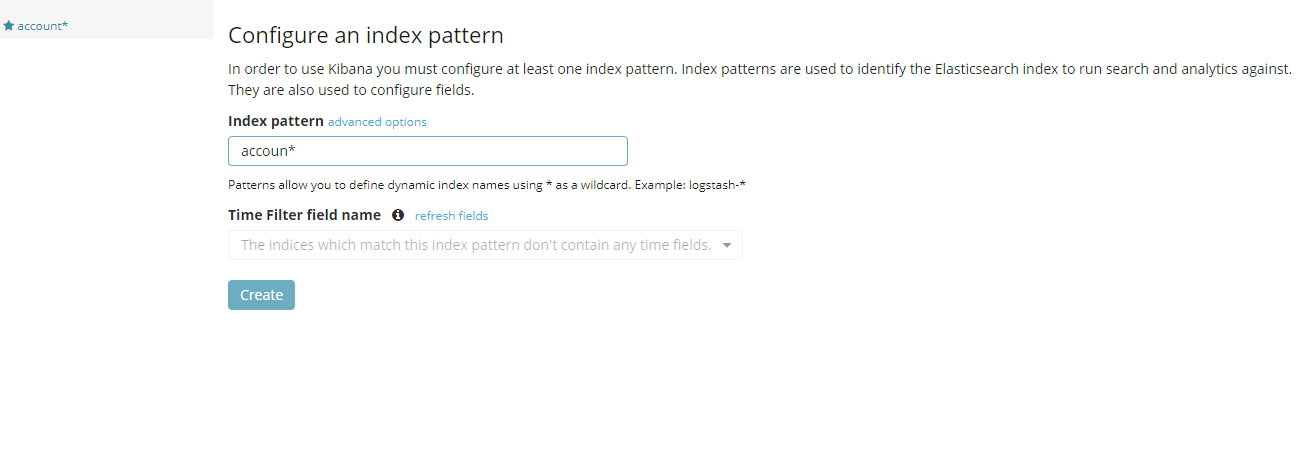 account*
Configure an index pattern
In order to use Kibana you must configure at least one index pattern. Index patterns are used to identify the Elasticsearch index to run search and analytics against.
They are also used to configure fields.
Index pattern advanced options
accoun*
Patterns allow you to define dynamic index names using * as a wildcard. Example: logstash-*
Time Filter field name refresh fields
The indices which match this index pattern don't contain any time fields.
Create